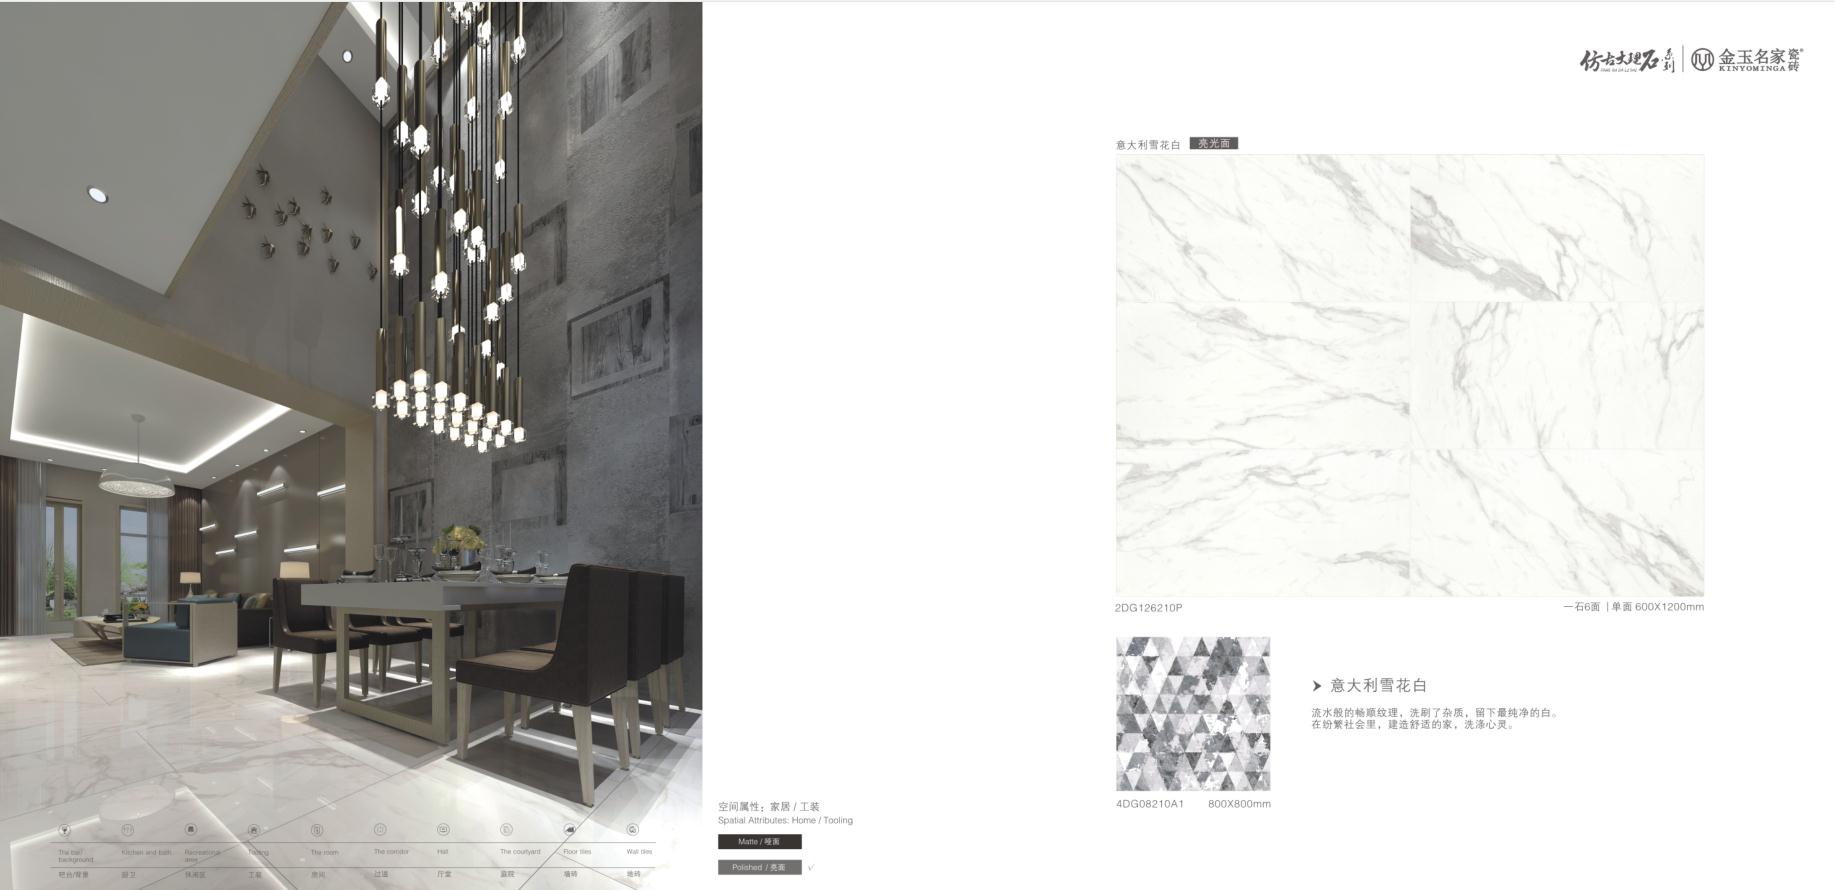 仿古大理石系列
金玉名家瓷砖
KINYOMINGA
意大利雪花白 亮光面
2DG126210P
一石6面 | 单面 600X1200mm
➤ 意大利雪花白
流水般的畅顺纹理，洗刷了杂质，留下最纯净的白。
在纷繁社会里，建造舒适的家，洗涤心灵。
4DG08210A1 800X800mm
空间属性：家居 / 工装
Spatial Attributes: Home / Tooling
Matte / 哑面
Polished / 亮面 √
The bar/ background
Kitchen and bath
Recreational area
Tooling
The room
The corridor
Hall
The courtyard
Floor tiles
Wall tiles
吧台/背景
厨卫
休闲区
工装
房间
过道
厅堂
庭院
墙砖
地砖